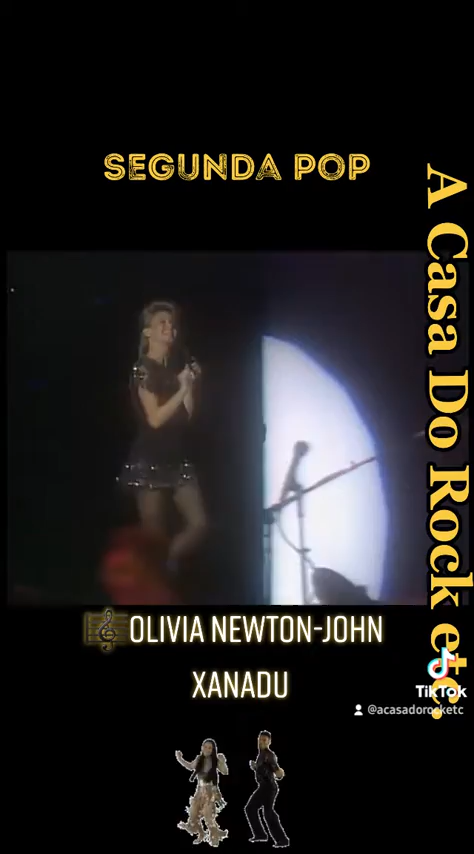 SEGUNDA POP
A Casa Do Rock etc.
OLIVIA NEWTON-JOHN
XANADU
TikTok
@acasadorocketc